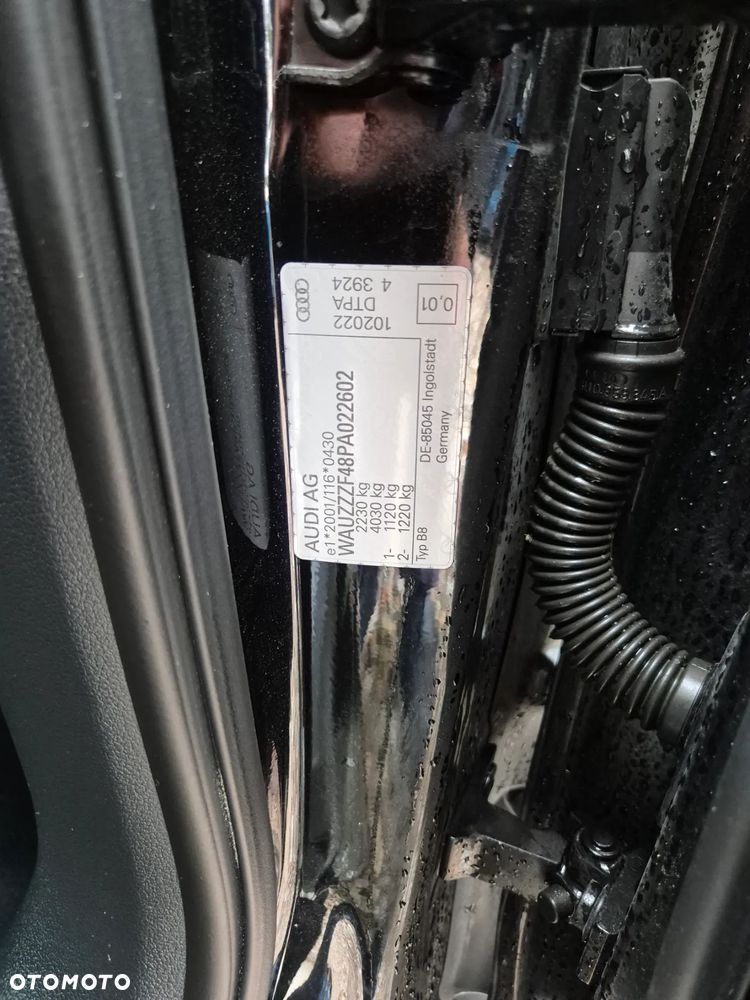 AUDI AG
e1*2001/116*0430
WAUZZZF48PA022602
2230 kg
4030 kg
1- 1120 kg
2- 1220 kg
Typ B8
DE-85045 Ingolstadt
Germany
102022
DTPA
4 3924
0,01
OTOMOTO